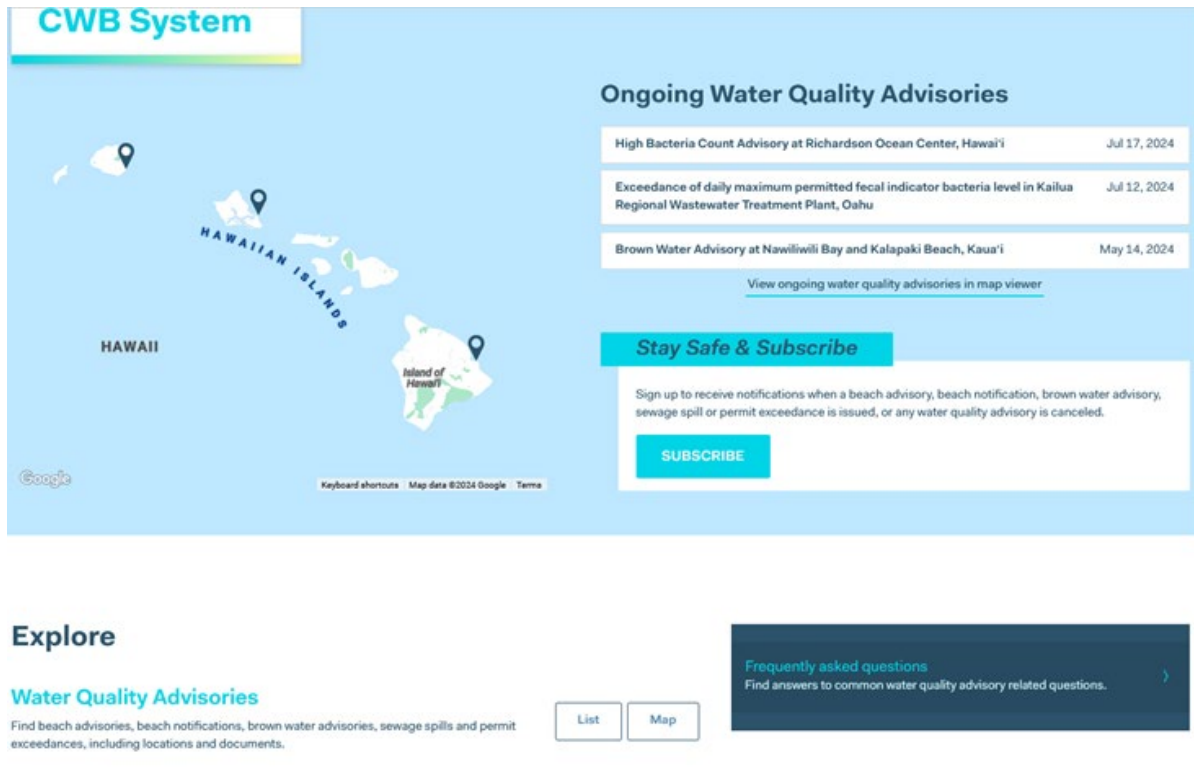 CWB System
HAWAIIAN ISLANDS
HAWAII
Island of
Hawai'i
Google
Keyboard shortcuts Map data ©2024 Google Terms
Ongoing Water Quality Advisories
High Bacteria Count Advisory at Richardson Ocean Center, Hawai'i Jul 17, 2024
Exceedance of daily maximum permitted fecal indicator bacteria level in Kailua Jul 12, 2024
Regional Wastewater Treatment Plant, Oahu
Brown Water Advisory at Nawiliwili Bay and Kalapaki Beach, Kaua'i May 14, 2024
View ongoing water quality advisories in map viewer
Stay Safe & Subscribe
Sign up to receive notifications when a beach advisory, beach notification, brown water advisory,
sewage spill or permit exceedance is issued, or any water quality advisory is canceled.
SUBSCRIBE
Explore
Water Quality Advisories
Find beach advisories, beach notifications, brown water advisories, sewage spills and permit
exceedances, including locations and documents.
List Map
Frequently asked questions
Find answers to common water quality advisory related questions.